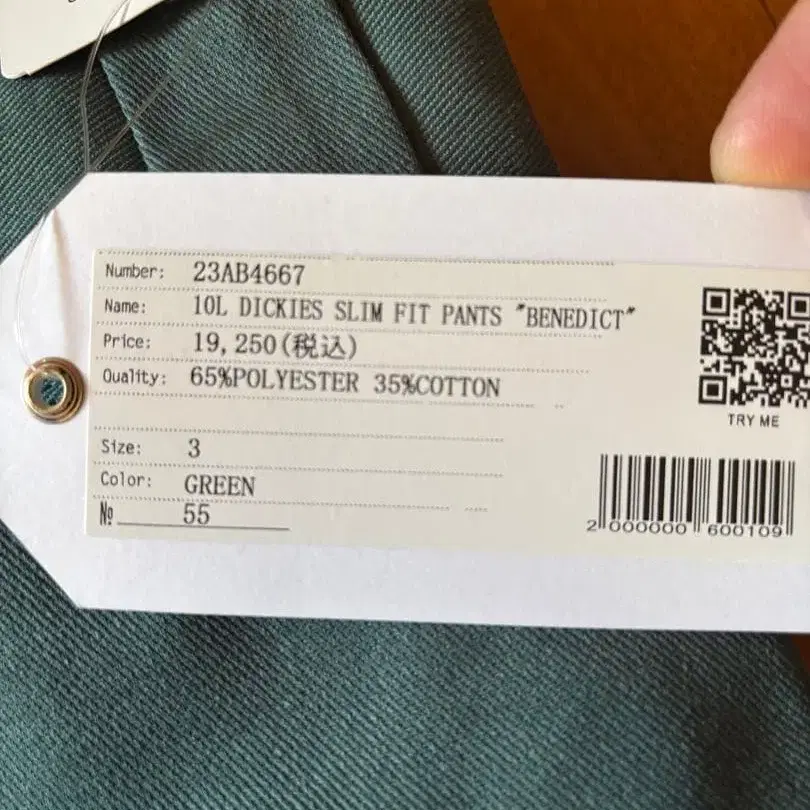 Number: 23AB4667
Name: 10L DICKIES SLIM FIT PANTS "BENEDICT"
Price: 19,250(税込)
Quality: 65%POLYESTER 35%COTTON
Size: 3
Color: GREEN
№ 55
TRY ME
2 000000 600109